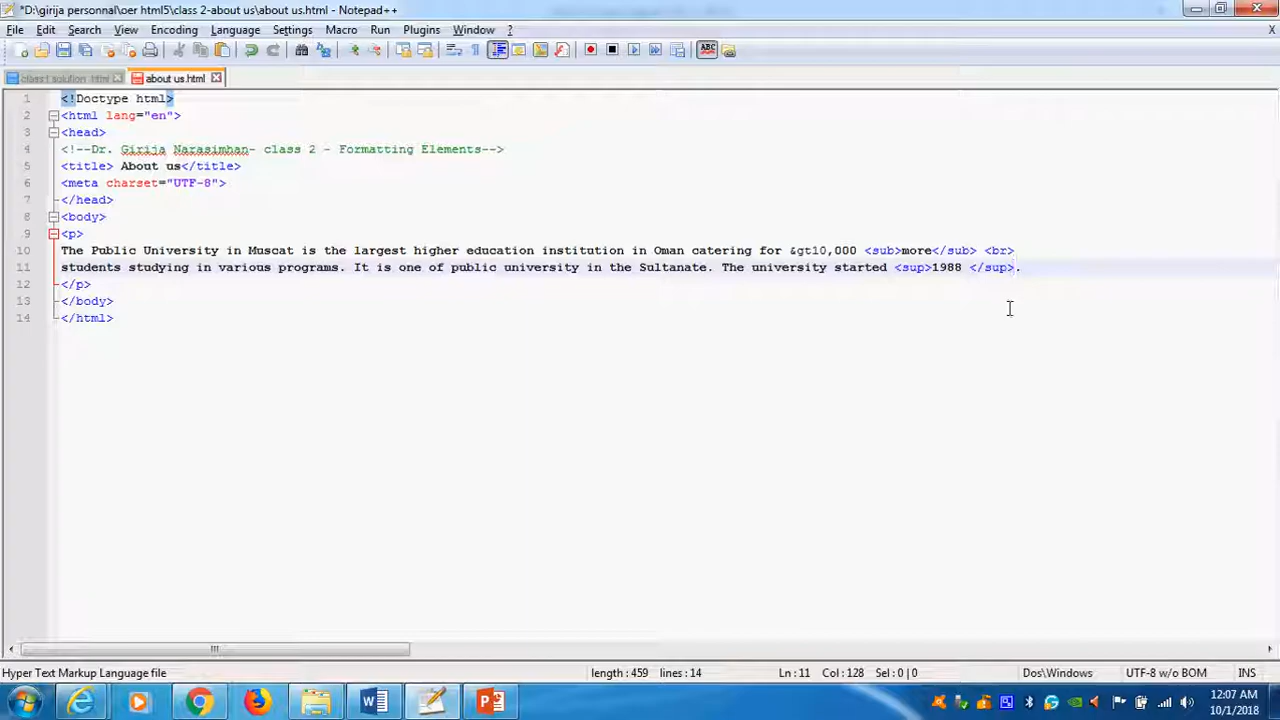 *D:\girija personnal\oer html5\class 2-about us\about us.html - Notepad++
File Edit Search View Encoding Language Settings Macro Run Plugins Window ? X
class1 solution .html about us.html
1 <!Doctype html>
2 <html lang="en">
3 <head>
4 <!--Dr. Girija Narasimhan- class 2 - Formatting Elements-->
5 <title> About us</title>
6 <meta charset="UTF-8">
7 </head>
8 <body>
9 <p>
10 The Public University in Muscat is the largest higher education institution in Oman catering for &gt10,000 <sub>more</sub> <br>
11 students studying in various programs. It is one of public university in the Sultanate. The university started <sup>1988 </sup>.
12 </p>
13 </body>
14 </html>
Hyper Text Markup Language file length : 459 lines : 14 Ln : 11 Col : 128 Sel : 0 | 0 Dos\Windows UTF-8 w/o BOM INS
12:07 AM
10/1/2018